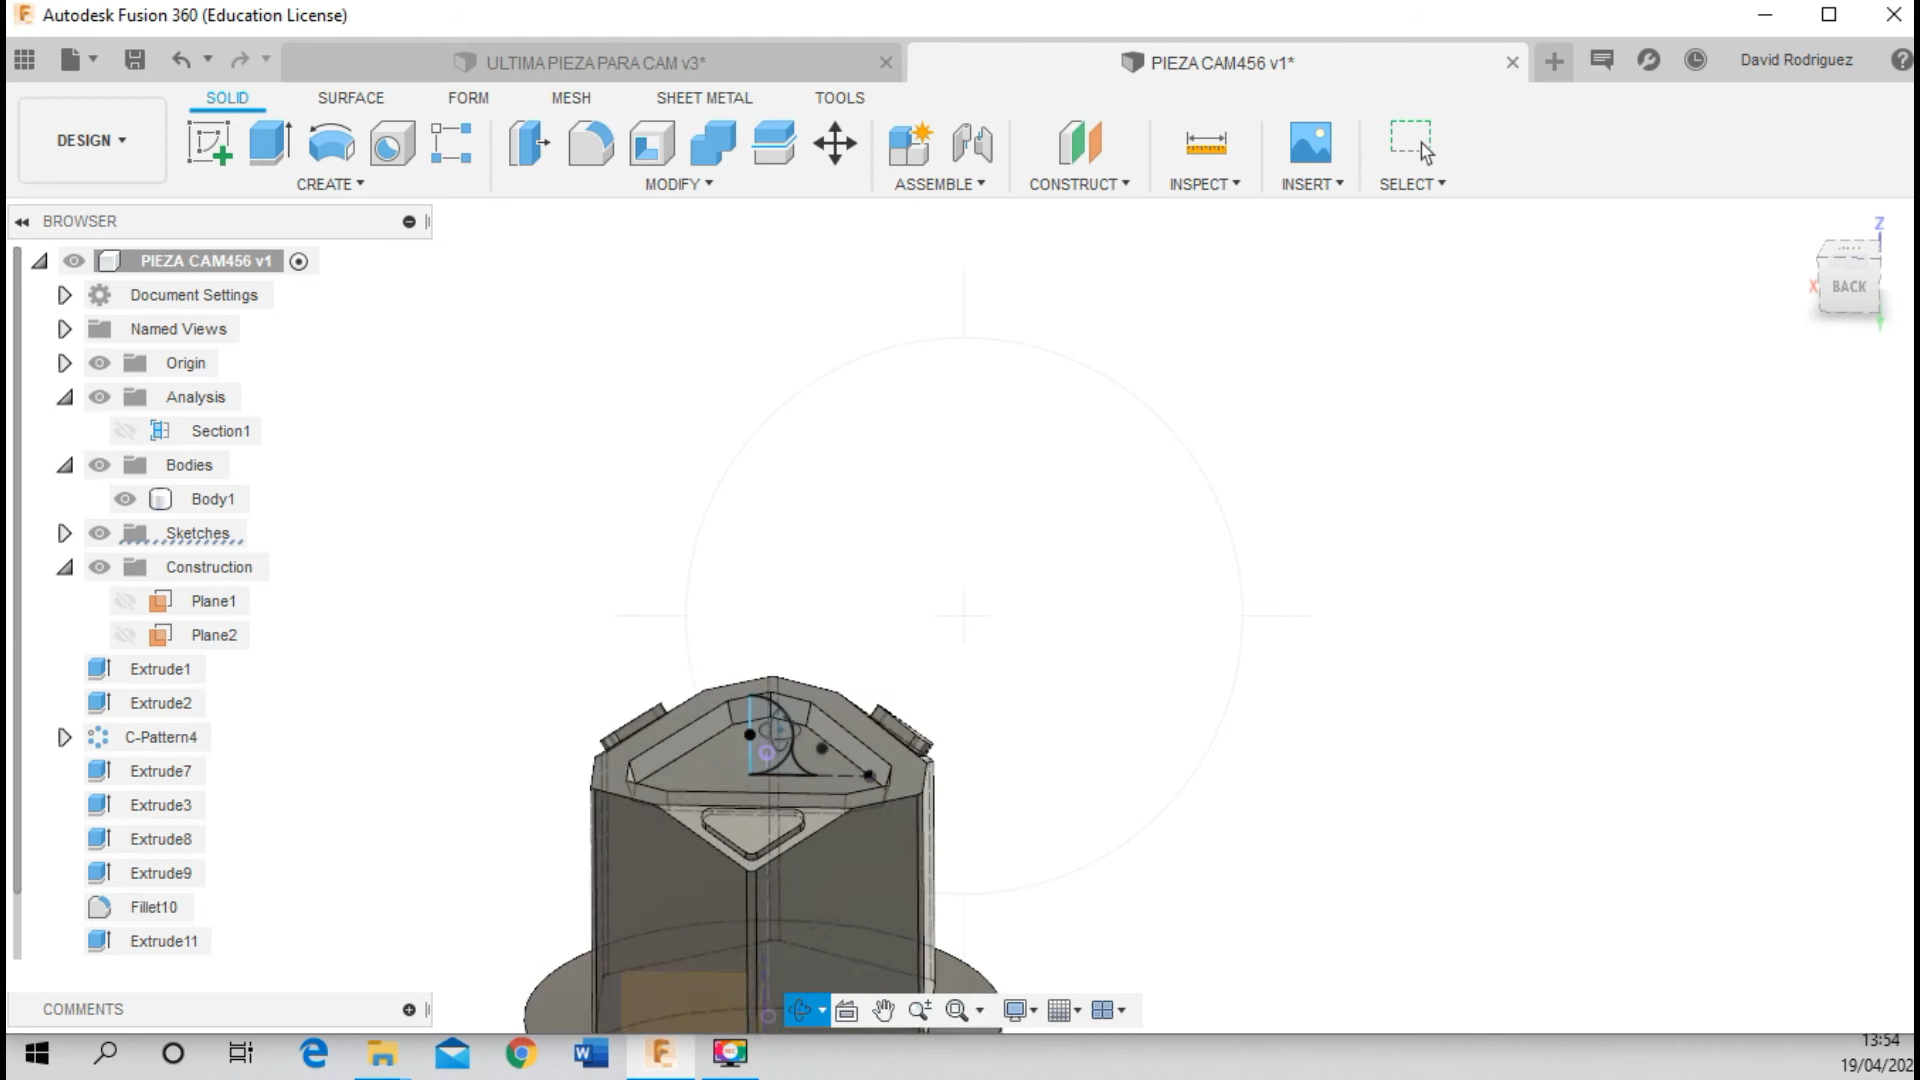 Autodesk Fusion 360 (Education License)
ULTIMA PIEZA PARA CAM v3*
PIEZA CAM456 v1*
David Rodriguez
SOLID SURFACE FORM MESH SHEET METAL TOOLS
DESIGN
CREATE MODIFY ASSEMBLE CONSTRUCT INSPECT INSERT SELECT
BROWSER
PIEZA CAM456 v1
Document Settings
Named Views
Origin
Analysis
Section1
Bodies
Body1
Sketches
Construction
Plane1
Plane2
Extrude1
Extrude2
C-Pattern4
Extrude7
Extrude3
Extrude8
Extrude9
Fillet10
Extrude11
COMMENTS
Z
X
BACK
13:54
19/04/202